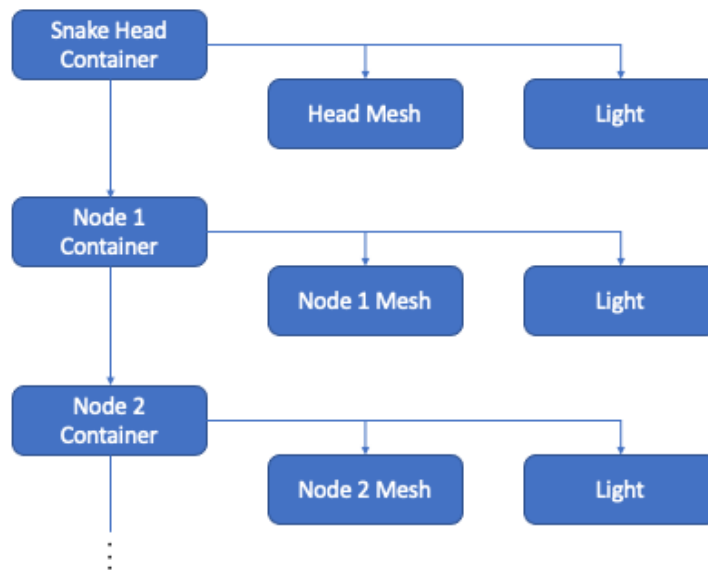 Snake Head
Container
Head Mesh
Light
Node 1
Container
Node 1 Mesh
Light
Node 2
Container
Node 2 Mesh
Light
⋮